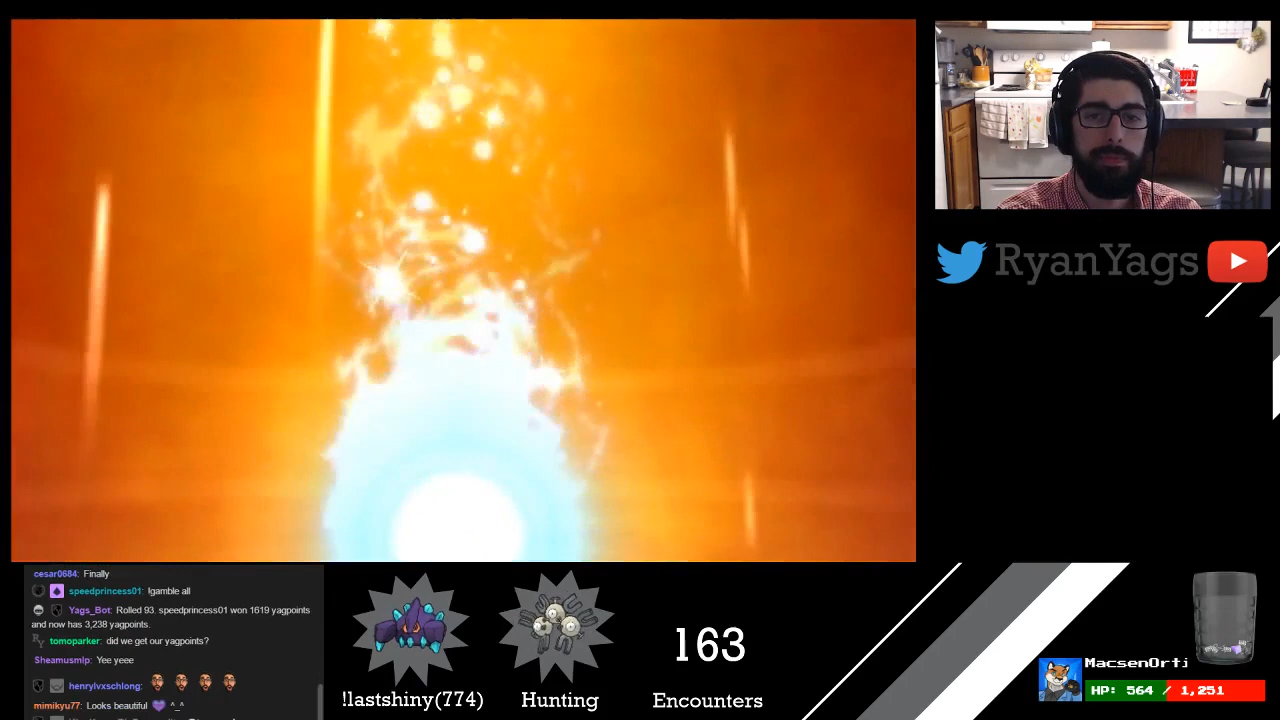 RyanYags
cesar0684: Finally
speedprincess01: !gamble all
Yags_Bot: Rolled 93. speedprincess01 won 1619 yagpoints
and now has 3,238 yagpoints.
tomoparker: did we get our yagpoints?
Sheamusmlp: Yee yeee
henrylvxschlong:
mimikyu77: Looks beautiful ^_^
!lastshiny(774)
Hunting
163
Encounters
MacsenOrti
HP: 564 / 1,251